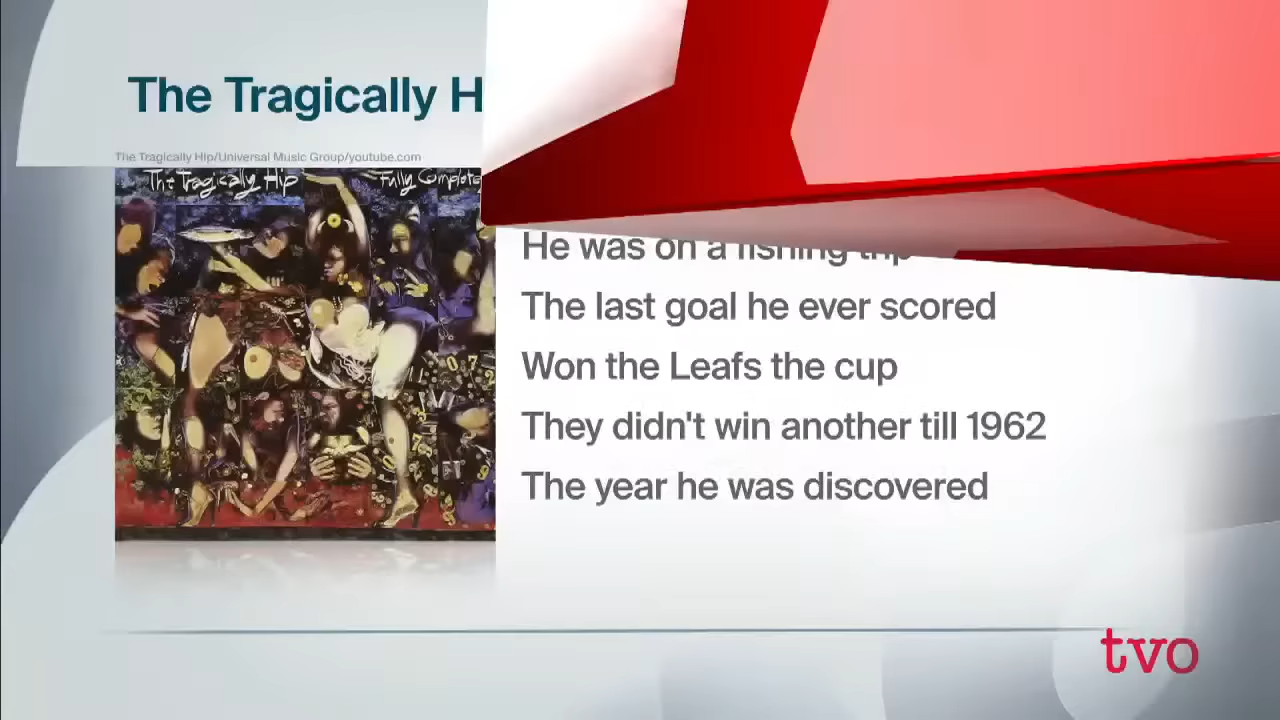 The Tragically H
The Tragically Hip/Universal Music Group/youtube.com
The Tragically Hip Fully Complete
He was on a fishing trip
The last goal he ever scored
Won the Leafs the cup
They didn't win another till 1962
The year he was discovered
tvo